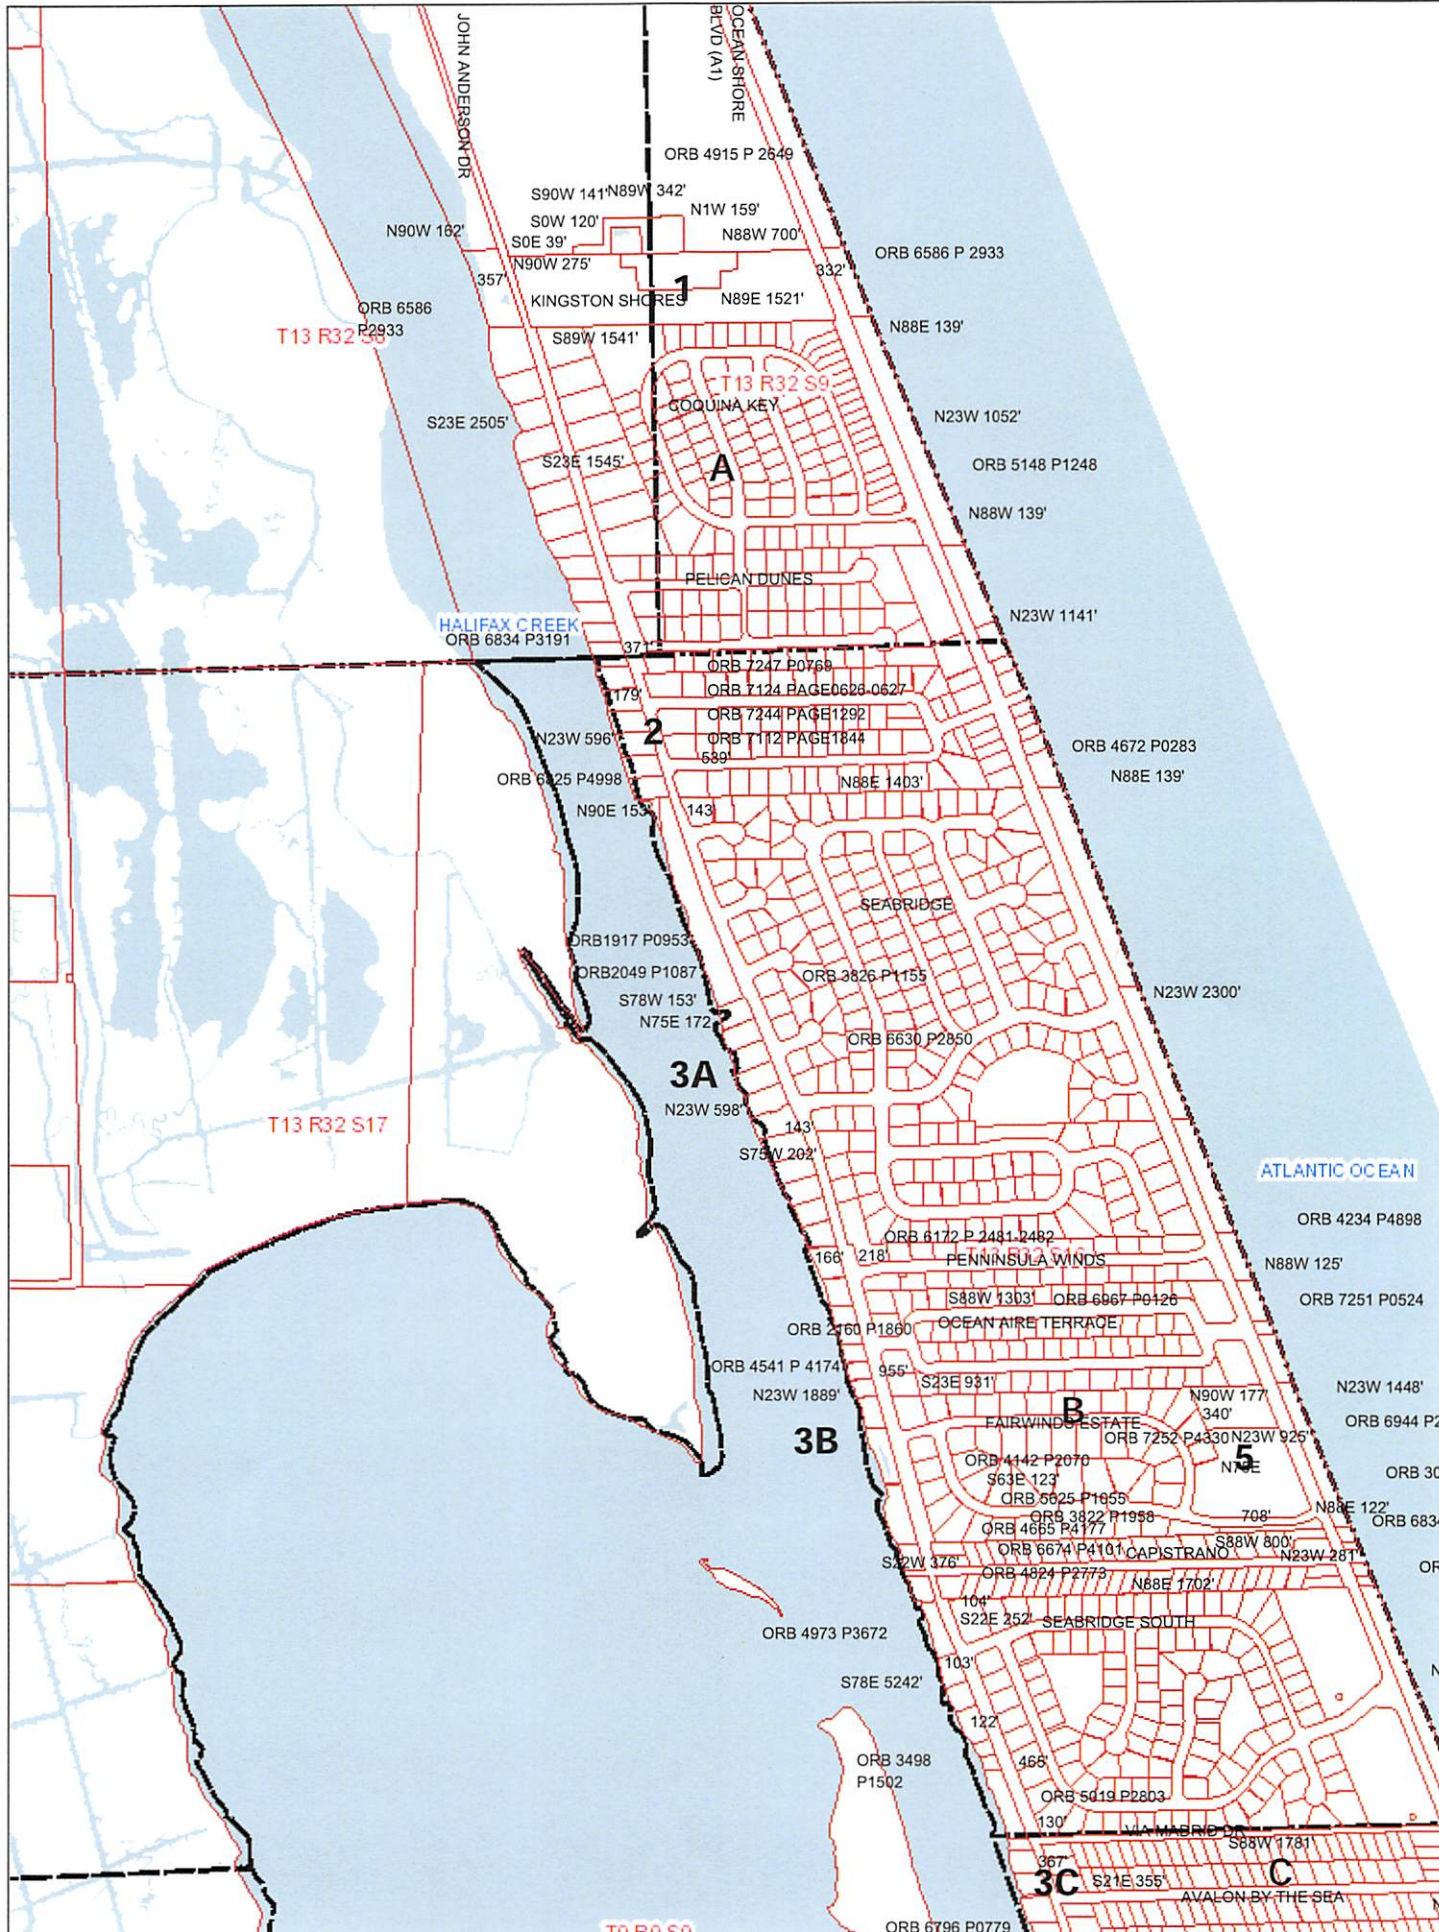 JOHN ANDERSON DR
OCEAN SHORE
BLVD (A1)
ORB 4915 P 2649
S90W 141'
N89W 342'
N1W 159'
S0W 120'
N90W 162'
S0E 39'
N88W 700'
ORB 6586 P 2933
N90W 275'
332'
357'
1
KINGSTON SHORES
N89E 1521'
ORB 6586
P2933
N88E 139'
S89W 1541'
T13 R32 S9
COQUINA KEY
N23W 1052'
S23E 2505'
S23E 1545'
A
ORB 5148 P1248
N88W 139'
PELICAN DUNES
N23W 1141'
HALIFAX CREEK
ORB 6834 P3191
371'
ORB 7247 P0769
179'
ORB 7124 PAGE0626-0627
ORB 7244 PAGE1292
2
N23W 596'
ORB 7112 PAGE1844
539'
ORB 4672 P0283
N88E 139'
N88E 1403'
N90E 153'
143'
SEABRIDGE
ORB1917 P0953
ORB2049 P1087
ORB 3826 P1155
N23W 2300'
S78W 153'
N75E 172'
ORB 6630 P2850
3A
N23W 598'
T13 R32 S17
143'
S75W 202'
ATLANTIC OCEAN
ORB 4234 P4898
ORB 6172 P 2481-2482
166'
218'
PENNINSULA WINDS
N88W 125'
S88W 1303'
ORB 6967 P0126
ORB 7251 P0524
OCEAN AIRE TERRACE
ORB 2160 P1860
ORB 4541 P 4174
955'
S23E 931'
N23W 1889'
N90W 177'
N23W 1448'
340'
B
FAIRWINDS ESTATE
ORB 6944 P2
ORB 7252 P4330
N23W 925'
3B
5
ORB 4142 P2070
S63E 123'
ORB 30
ORB 3822 P1958
708'
N88E 122'
ORB 6834
ORB 4665 P4177
S88W 800'
ORB 6674 P4101
CAPISTRANO
N23W 281'
S22W 376'
ORB 4824 P2773
N88E 1702'
OR
104'
S22E 252'
SEABRIDGE SOUTH
ORB 4973 P3672
103'
S78E 5242'
N
122'
ORB 3498
P1502
465'
ORB 5019 P2803
130'
VIA MADRID DR
S88W 1781'
367'
3C
S21E 355'
C
AVALON BY THE SEA
N
ORB 6796 P0779